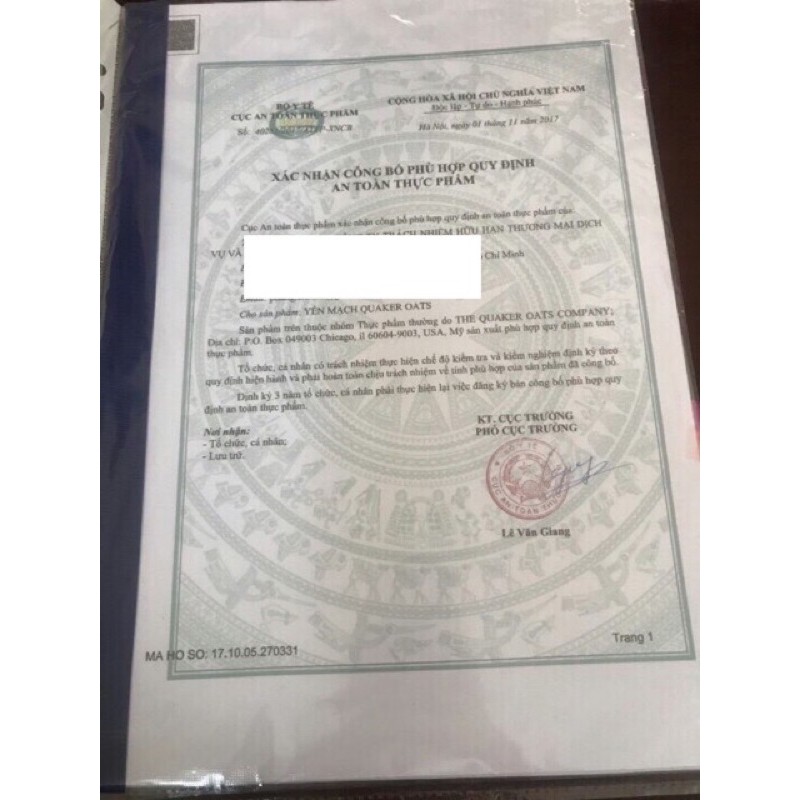 BỘ Y TẾ
CỤC AN TOÀN THỰC PHẨM
Số:
CỘNG HÒA XÃ HỘI CHỦ NGHĨA VIỆT NAM
Độc lập - Tự do - Hạnh phúc
Hà Nội, ngày 01 tháng 11 năm 2017
XÁC NHẬN CÔNG BỐ PHÙ HỢP QUY ĐỊNH
AN TOÀN THỰC PHẨM
Cục An toàn thực phẩm xác nhận công bố phù hợp quy định an toàn thực phẩm của
TRÁCH NHIỆM HỮU HẠN THƯƠNG MẠI DỊCH
VỤ VÀ
Chí Minh
Cho sản phẩm: YẾN MẠCH QUAKER OATS
Sản phẩm trên thuộc nhóm Thực phẩm thường do THE QUAKER OATS COMPANY;
Địa chỉ: P.O. Box 049003 Chicago, il 60604-9003, USA, Mỹ sản xuất phù hợp quy định an toàn
thực phẩm.
Tổ chức, cá nhân có trách nhiệm thực hiện chế độ kiểm tra và kiểm nghiệm định kỳ theo
quy định hiện hành và phải hoàn toàn chịu trách nhiệm về tính phù hợp của sản phẩm đã công bố.
Định kỳ 3 năm tổ chức, cá nhân phải thực hiện lại việc đăng ký bản công bố phù hợp quy
định an toàn thực phẩm.
Nơi nhận:
- Tổ chức, cá nhân;
- Lưu trữ.
KT. CỤC TRƯỞNG
PHÓ CỤC TRƯỞNG
BỘ Y TẾ
CỤC AN TOÀN THỰC
Lê Văn Giang
MA HO SO: 17.10.05.270331
Trang 1